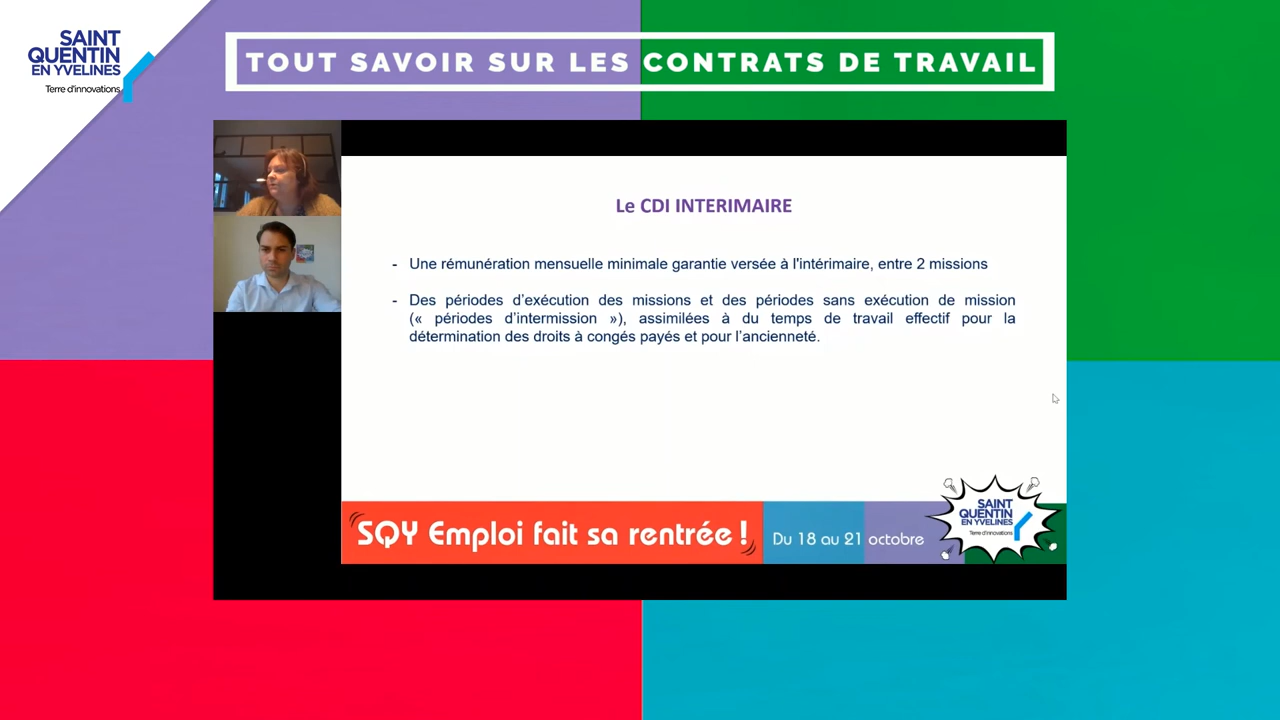 SAINT
QUENTIN
EN YVELINES
Terre d'innovations
TOUT SAVOIR SUR LES CONTRATS DE TRAVAIL
Le CDI INTERIMAIRE
- Une rémunération mensuelle minimale garantie versée à l'intérimaire, entre 2 missions
- Des périodes d'exécution des missions et des périodes sans exécution de mission
(« périodes d'intermission »), assimilées à du temps de travail effectif pour la
détermination des droits à congés payés et pour l'ancienneté.
SQY Emploi fait sa rentrée !
Du 18 au 21 octobre
SAINT
QUENTIN
EN YVELINES
Terre d'innovations